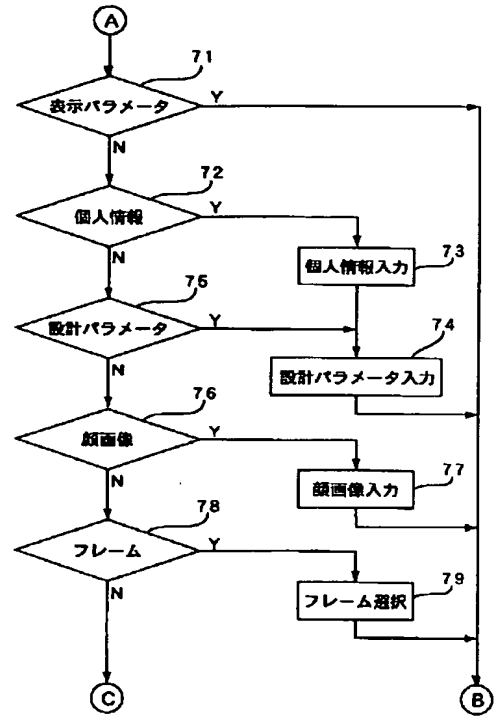 A
71
表示パラメータ
Y
N
72
個人情報
Y
N
73
個人情報入力
75
設計パラメータ
Y
N
74
設計パラメータ入力
76
顔画像
Y
N
77
顔画像入力
78
フレーム
Y
N
79
フレーム選択
C
B